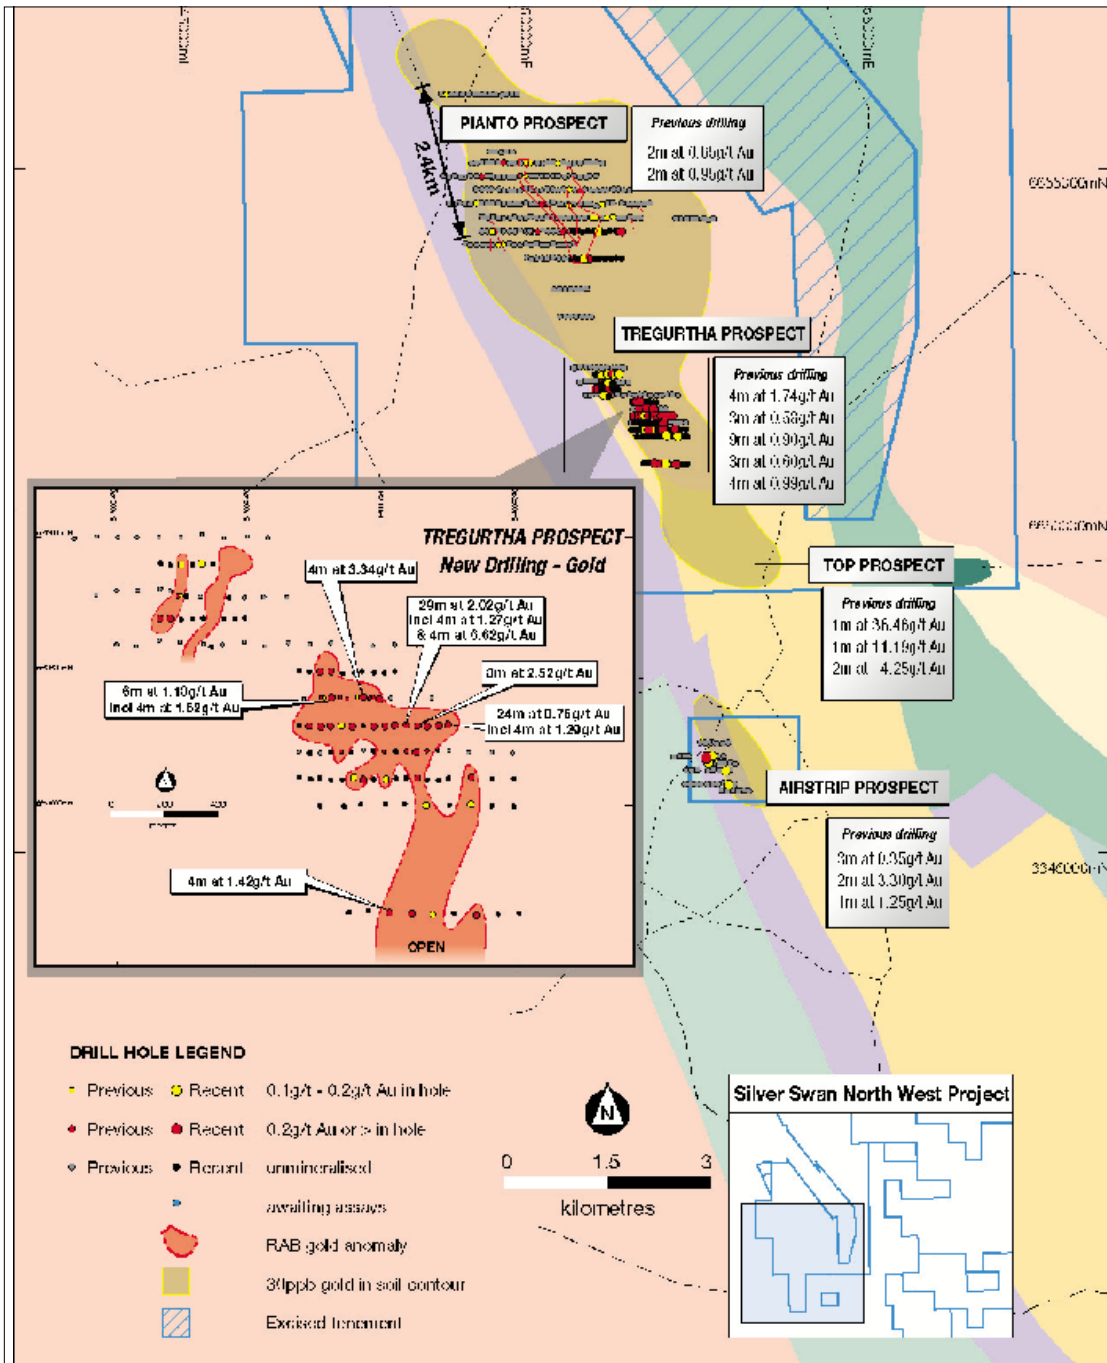 PIANTO PROSPECT
Previous drilling
2m at 0.65g/t Au
2m at 0.95g/t Au
2.4km
6655000mN
TREGURTHA PROSPECT
Previous drilling
4m at 1.74g/t Au
3m at 0.58g/t Au
9m at 0.90g/t Au
3m at 0.60g/t Au
4m at 0.99g/t Au
6650000mN
TOP PROSPECT
Previous drilling
1m at 36.46g/t Au
1m at 11.19g/t Au
2m at 4.25g/t Au
AIRSTRIP PROSPECT
Previous drilling
3m at 0.35g/t Au
2m at 3.30g/t Au
1m at 1.25g/t Au
TREGURTHA PROSPECT
New Drilling - Gold
4m at 3.34g/t Au
29m at 2.02g/t Au
incl 4m at 1.27g/t Au
& 4m at 6.62g/t Au
at 2.52g/t Au
6m at 1.10g/t Au
incl 4m at 1.52g/t Au
24m at 0.76g/t Au
incl 4m at 1.29g/t Au
0 200 400
4m at 1.42g/t Au
OPEN
DRILL HOLE LEGEND
Previous Recent 0.1g/t - 0.2g/t Au in hole
Previous Recent 0.2g/t Au or > in hole
Previous Recent unmineralised
awaiting assays
RAB gold anomaly
30ppb gold in soil contour
Excised tenement
N
0 1.5 3
kilometres
Silver Swan North West Project